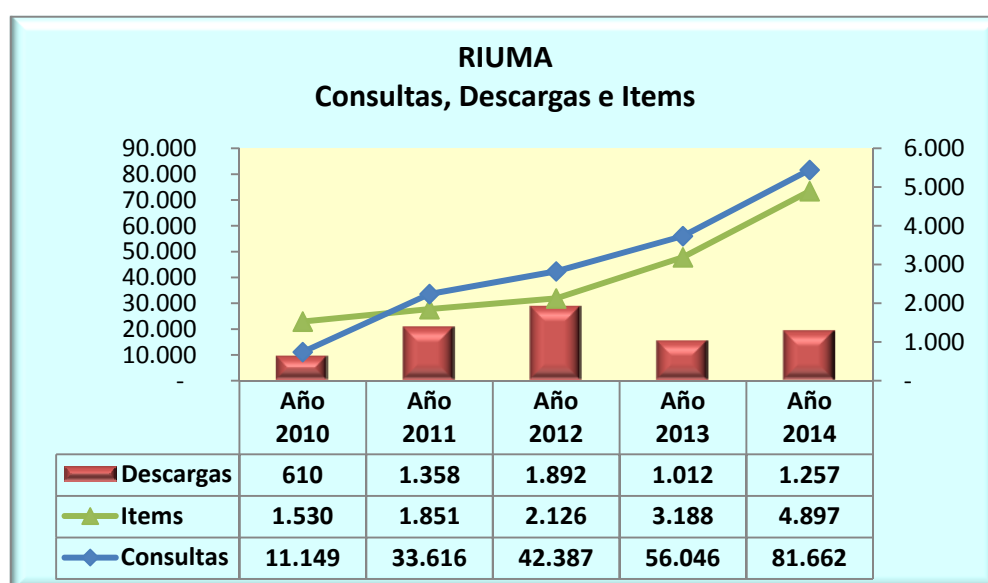 RIUMA
Consultas, Descargas e Items
90.000
80.000
70.000
60.000
50.000
40.000
30.000
20.000
10.000
-
6.000
5.000
4.000
3.000
2.000
1.000
-
Año 2010
Año 2011
Año 2012
Año 2013
Año 2014
Descargas 610 1.358 1.892 1.012 1.257
Items 1.530 1.851 2.126 3.188 4.897
Consultas 11.149 33.616 42.387 56.046 81.662